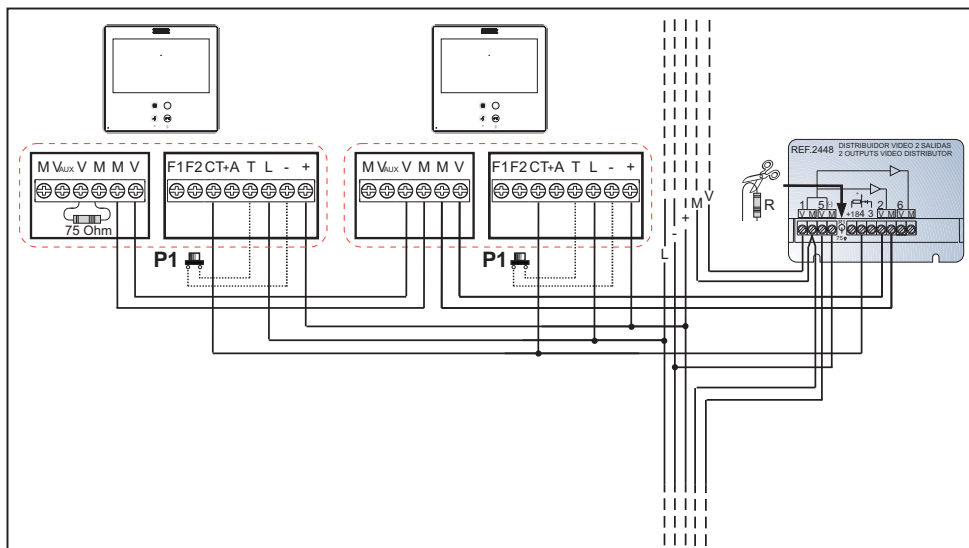 M VAUX V M M V
F1 F2 CT +A T L - +
75 Ohm
P1
M VAUX V M M V
F1 F2 CT +A T L - +
P1
L
-
+
M
V
R
REF.2448
DISTRIBUIDOR VIDEO 2 SALIDAS
2 OUTPUTS VIDEO DISTRIBUTOR
1 5 2 6
V M V M +18 4 3 V M V M
75